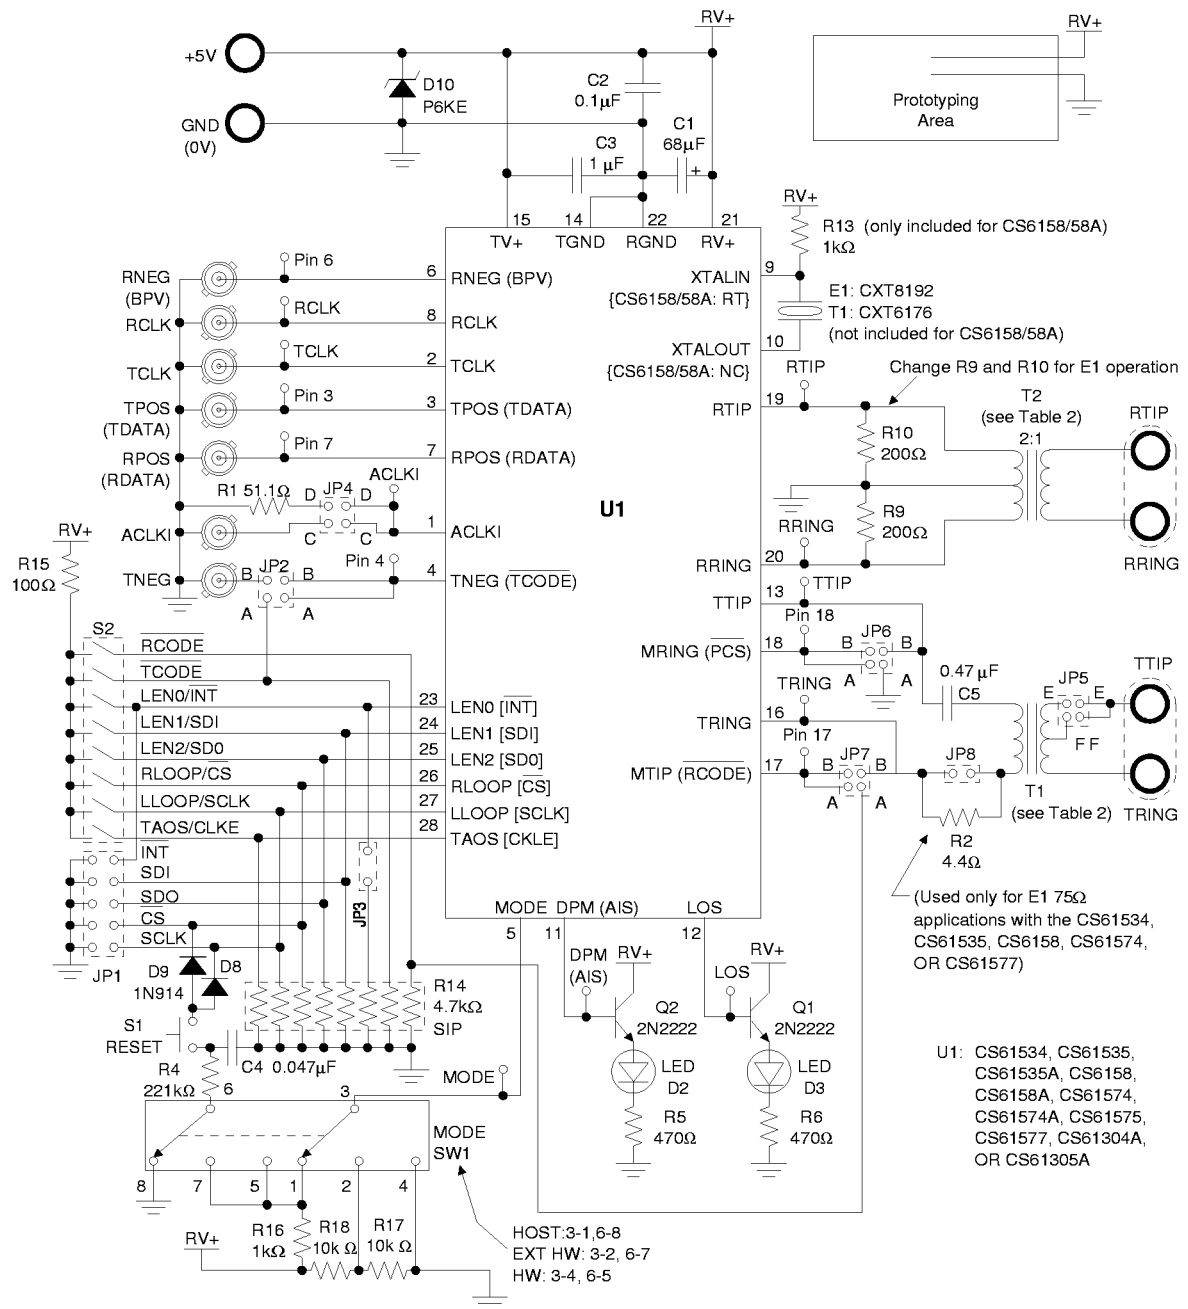 RV+
RV+
+5V
D10
P6KE
C2
0.1µF
Prototyping
Area
GND
(0V)
C1
68µF
+
C3
1 µF
RV+
15
14
22
21
TV+
TGND
RGND
RV+
R13 (only included for CS6158/58A)
1kΩ
RNEG
(BPV)
Pin 6
6
RNEG (BPV)
XTALIN
9
{CS6158/58A: RT}
E1: CXT8192
T1: CXT6176
(not included for CS6158/58A)
RCLK
RCLK
8
RCLK
XTALOUT
10
{CS6158/58A: NC}
TCLK
TCLK
2
TCLK
RTIP
Change R9 and R10 for E1 operation
TPOS
(TDATA)
Pin 3
3
TPOS (TDATA)
RTIP
19
T2
(see Table 2)
2:1
RTIP
R10
200Ω
RPOS
(RDATA)
Pin 7
7
RPOS (RDATA)
ACLKI
R1 51.1Ω
D
JP4
D
U1
R9
200Ω
RRING
RV+
ACLKI
C
C
1
ACLKI
R15
100Ω
JP2
Pin 4
RRING
20
RRING
TNEG
B
B
4
TNEG (TCODE)
A
A
TTIP
13
TTIP
Pin 18
S2
RCODE
MRING (PCS)
18
B
JP6
B
A
A
0.47 µF
C5
TTIP
JP5
E
E
F F
TCODE
LEN0/INT
23
LEN0 [INT]
TRING
TRING
16
LEN1/SDI
24
LEN1 [SDI]
Pin 17
LEN2/SD0
25
LEN2 [SD0]
JP7
B
B
A
A
JP8
RLOOP/CS
26
RLOOP [CS]
MTIP (RCODE)
17
T1
(see Table 2)
TRING
LLOOP/SCLK
27
LLOOP [SCLK]
TAOS/CLKE
28
TAOS [CKLE]
R2
4.4Ω
INT
SDI
SDO
CS
SCLK
JP1
JP3
(Used only for E1 75Ω
applications with the CS61534,
CS61535, CS6158, CS61574,
OR CS61577)
MODE
DPM (AIS)
LOS
5
11
12
D9
D8
1N914
DPM
(AIS)
RV+
LOS
RV+
R14
4.7kΩ
SIP
Q2
2N2222
Q1
2N2222
S1
RESET
C4
0.047µF
R4
221kΩ
LED
D2
LED
D3
U1: CS61534, CS61535,
CS61535A, CS6158,
CS6158A, CS61574,
CS61574A, CS61575,
CS61577, CS61304A,
OR CS61305A
MODE
6
3
R5
470Ω
R6
470Ω
MODE
SW1
8
7
5
1
2
4
RV+
R16
1kΩ
R18
10k Ω
R17
10k Ω
HOST:3-1,6-8
EXT HW: 3-2, 6-7
HW: 3-4, 6-5